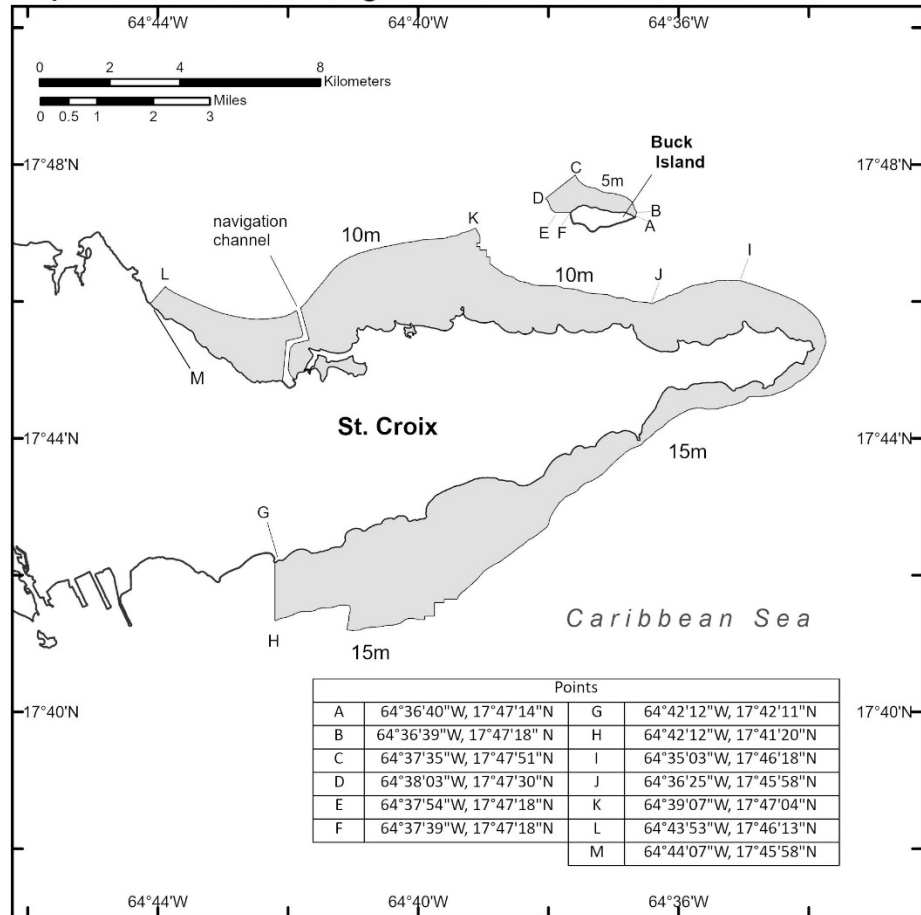 64°44'W 64°40'W 64°36'W
0 2 4 8
Kilometers
Miles
0 0.5 1 2 3
17°48'N 17°48'N
Buck
Island
C
5m
D
B
A
E F
navigation
channel
K
10m
I
L
10m
J
M
St. Croix
17°44'N 17°44'N
15m
G
H
15m
Caribbean Sea
Points
A 64°36'40"W, 17°47'14"N G 64°42'12"W, 17°42'11"N
B 64°36'39"W, 17°47'18" N H 64°42'12"W, 17°41'20"N
C 64°37'35"W, 17°47'51"N I 64°35'03"W, 17°46'18"N
D 64°38'03"W, 17°47'30"N J 64°36'25"W, 17°45'58"N
E 64°37'54"W, 17°47'18"N K 64°39'07"W, 17°47'04"N
F 64°37'39"W, 17°47'18"N L 64°43'53"W, 17°46'13"N
M 64°44'07"W, 17°45'58"N
17°40'N 17°40'N
64°44'W 64°40'W 64°36'W